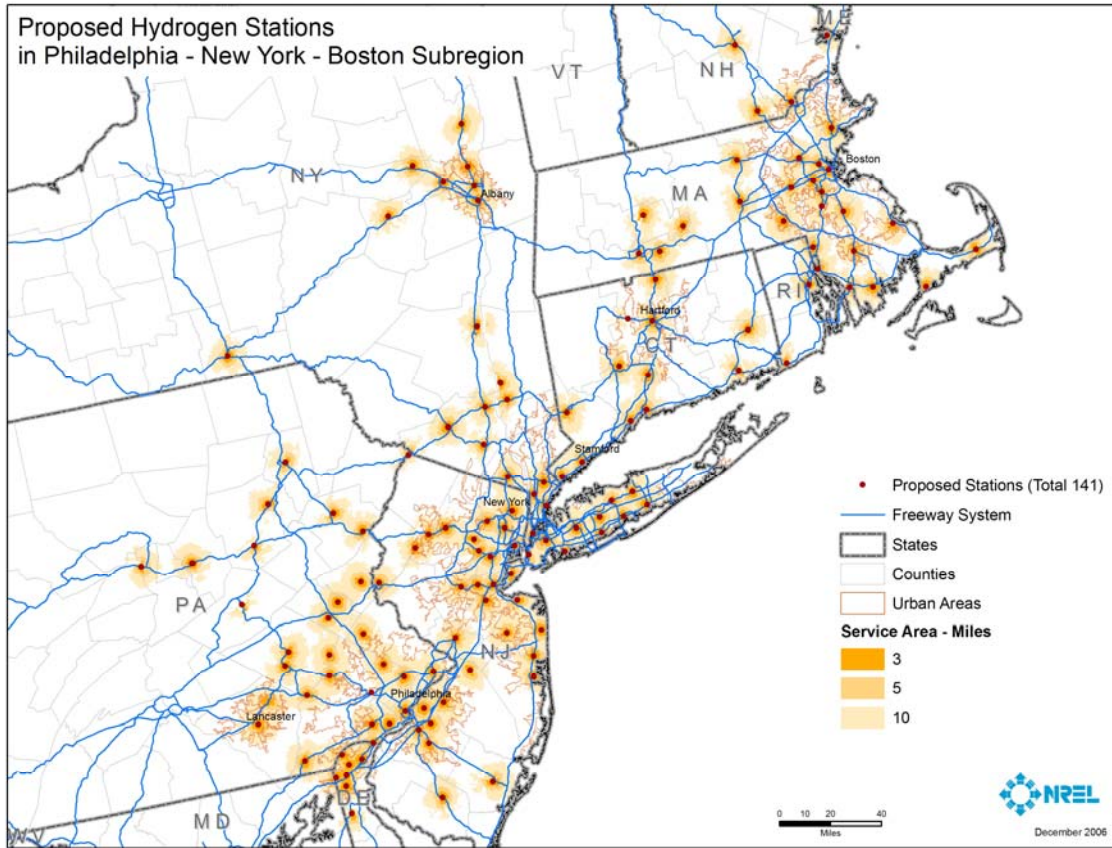 Proposed Hydrogen Stations
in Philadelphia - New York - Boston Subregion
ME
VT
NH
Boston
NY
MA
Albany
RI
Hartford
CT
Stamford
New York
Proposed Stations (Total 141)
Freeway System
States
Counties
Urban Areas
Service Area - Miles
3
5
10
PA
NJ
Philadelphia
Lancaster
DE
MD
WV
0 10 20 40
Miles
NREL
December 2006